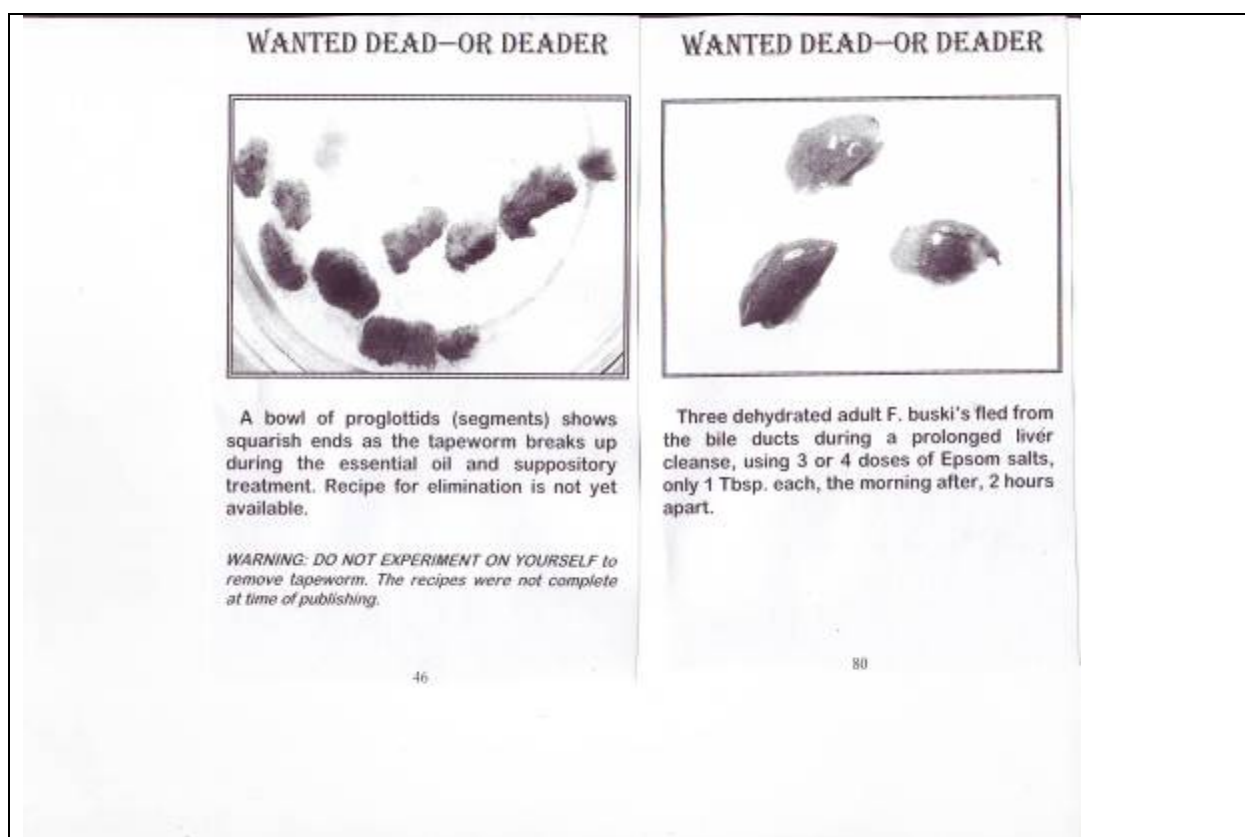 WANTED DEAD—OR DEADER
A bowl of proglottids (segments) shows
squarish ends as the tapeworm breaks up
during the essential oil and suppository
treatment. Recipe for elimination is not yet
available.
WARNING: DO NOT EXPERIMENT ON YOURSELF to
remove tapeworm. The recipes were not complete
at time of publishing.
46
WANTED DEAD—OR DEADER
Three dehydrated adult F. buski's fled from
the bile ducts during a prolonged liver
cleanse, using 3 or 4 doses of Epsom salts,
only 1 Tbsp. each, the morning after, 2 hours
apart.
80